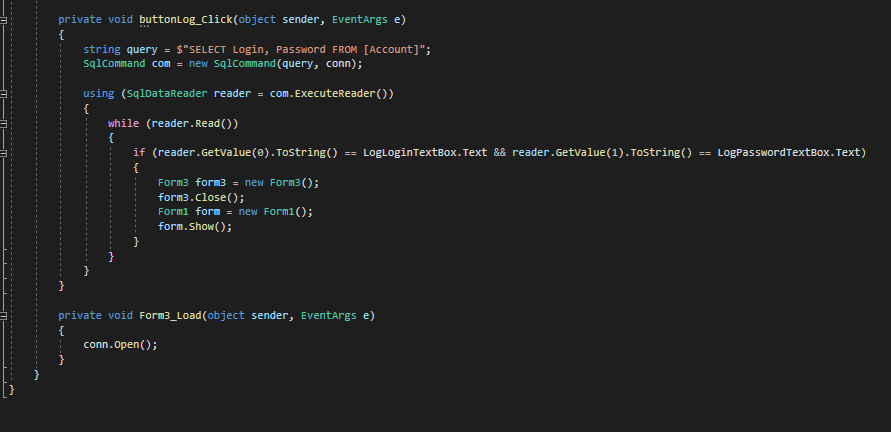 private void buttonLog_Click(object sender, EventArgs e)
{
string query = $"SELECT Login, Password FROM [Account]";
SqlCommand com = new SqlCommand(query, conn);
using (SqlDataReader reader = com.ExecuteReader())
{
while (reader.Read())
{
if (reader.GetValue(0).ToString() == LogLoginTextBox.Text && reader.GetValue(1).ToString() == LogPasswordTextBox.Text)
{
Form3 form3 = new Form3();
form3.Close();
Form1 form = new Form1();
form.Show();
}
}
}
}
private void Form3_Load(object sender, EventArgs e)
{
conn.Open();
}
}
}